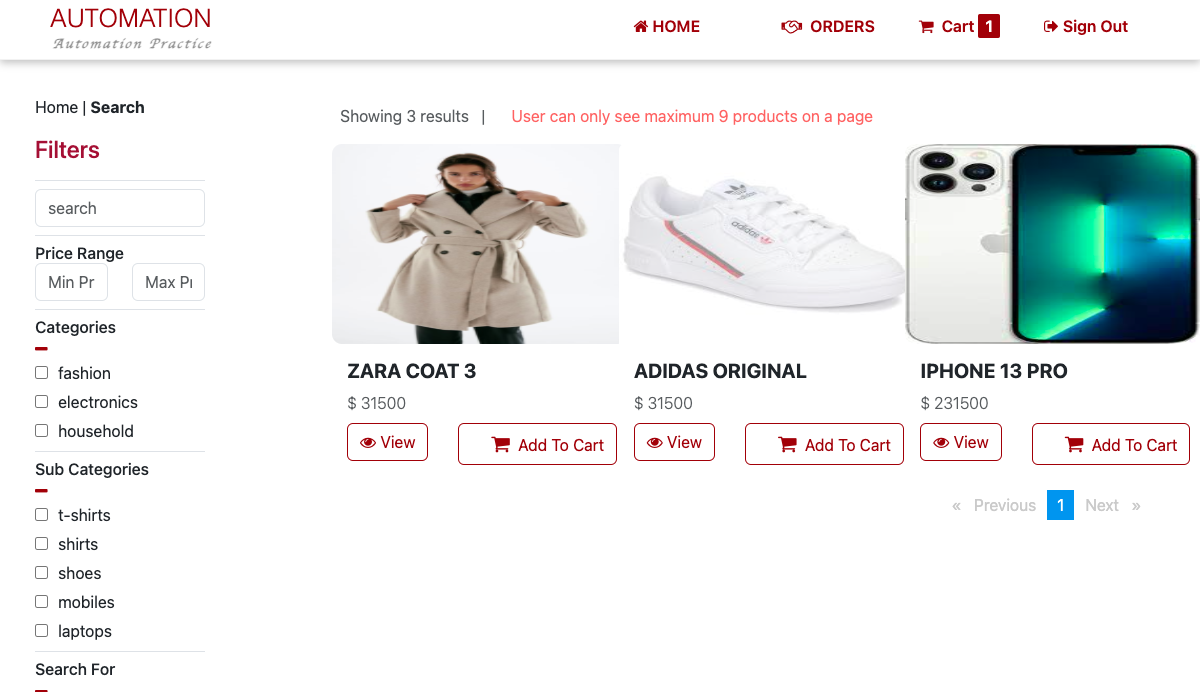 AUTOMATION
Automation Practice
HOME
ORDERS
Cart 1
Sign Out
Home | Search
Filters
search
Price Range
Min Pr
Max Pr
Categories
fashion
electronics
household
Sub Categories
t-shirts
shirts
shoes
mobiles
laptops
Search For
Showing 3 results |
User can only see maximum 9 products on a page
adidas
ZARA COAT 3
$ 31500
View
Add To Cart
ADIDAS ORIGINAL
$ 31500
View
Add To Cart
IPHONE 13 PRO
$ 231500
View
Add To Cart
« Previous 1 Next »